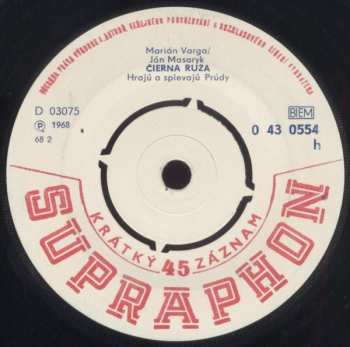 Marián Varga/
Ján Masaryk
ČIERNA RUŽA
Hrajú a spievajú Prúdy
D 03075
Ⓟ 1968
68 2
BIEM
0 43 0554
h
KRÁTKÝ 45 ZÁZNAM
SUPRAPHON